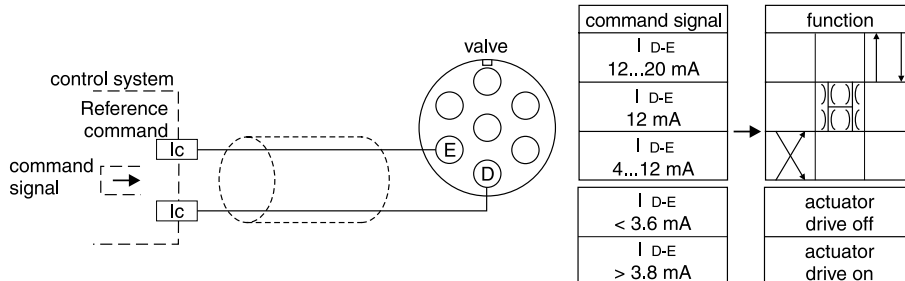 valve
control system
Reference
command
Ic
command
signal
Ic
E
D
command signal
I D-E
12...20 mA
I D-E
12 mA
I D-E
4...12 mA
I D-E
< 3.6 mA
I D-E
> 3.8 mA
function
actuator
drive off
actuator
drive on